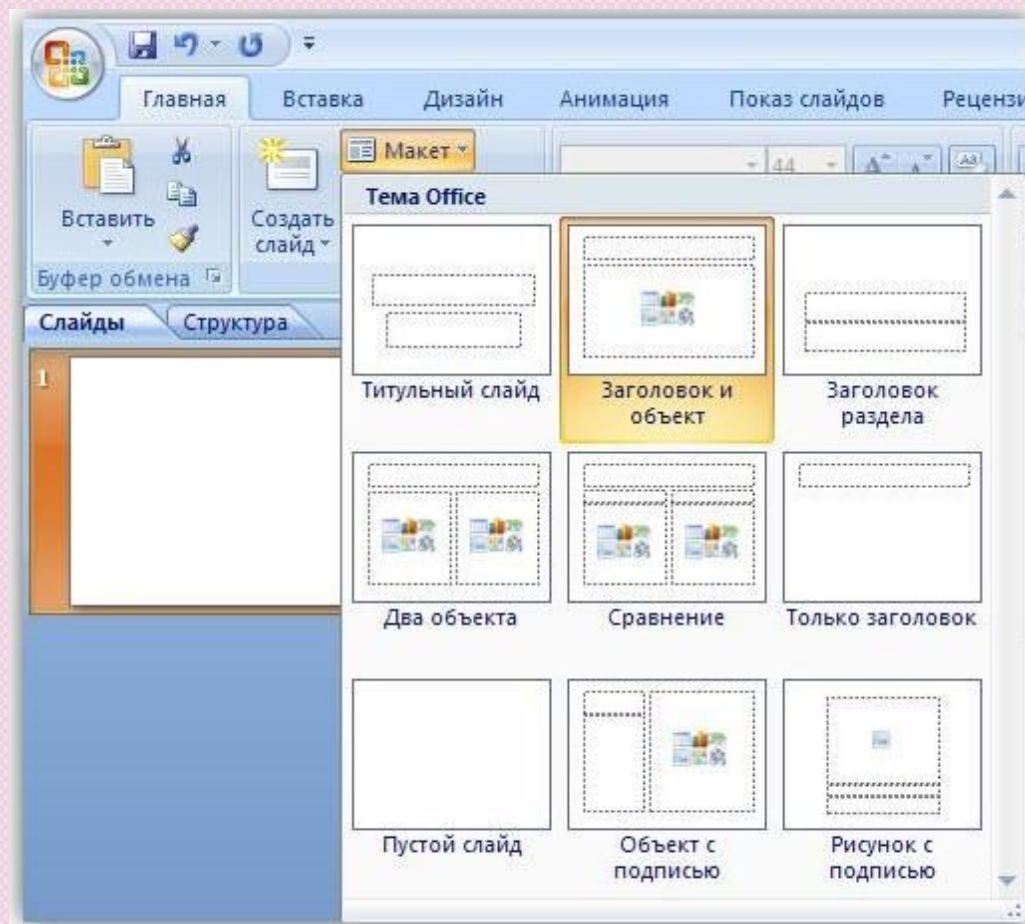 Главная Вставка Дизайн Анимация Показ слайдов
Макет
44
Вставить
Создать слайд
Буфер обмена
Слайды Структура
1
Тема Office
Титульный слайд
Заголовок и объект
Заголовок раздела
Два объекта
Сравнение
Только заголовок
Пустой слайд
Объект с подписью
Рисунок с подписью